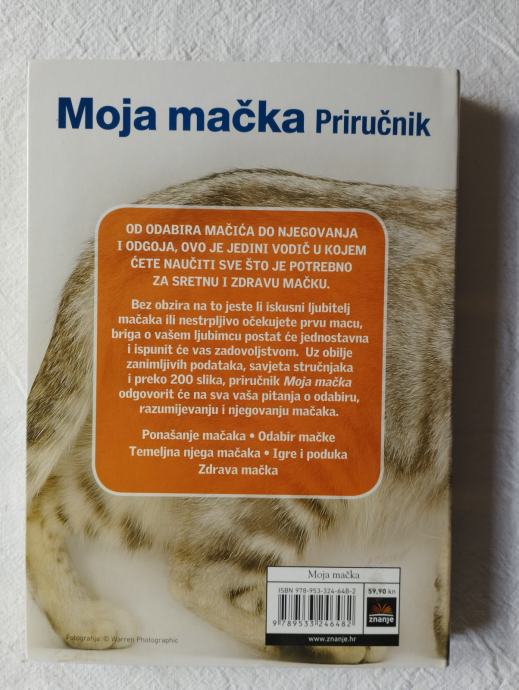 Moja mačka Priručnik
OD ODABIRA MAČIĆA DO NJEGOVANJA
I ODGOJA, OVO JE JEDINI VODIČ U KOJEM
ĆETE NAUČITI SVE ŠTO JE POTREBNO
ZA SRETNU I ZDRAVU MAČKU.
Bez obzira na to jeste li iskusni ljubitelj
mačaka ili nestrpljivo očekujete prvu macu,
briga o vašem ljubimcu postat će jednostavna
i ispunit će vas zadovoljstvom. Uz obilje
zanimljivih podataka, savjeta stručnjaka
i preko 200 slika, priručnik Moja mačka
odgovorit će na sva vaša pitanja o odabiru,
razumijevanju i njegovanju mačaka.
Ponašanje mačaka • Odabir mačke
Temeljna njega mačaka • Igre i poduka
Zdrava mačka
Moja mačka
ISBN 978-953-324-648-2
59,90 kn
9 789533 246482
znanje
www.znanje.hr
Fotografija: © Warren Photographic